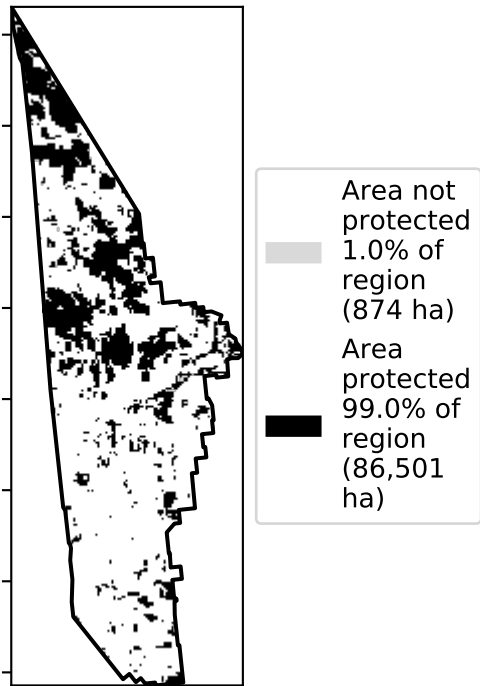 Area not
protected
1.0% of
region
(874 ha)
Area
protected
99.0% of
region
(86,501
ha)